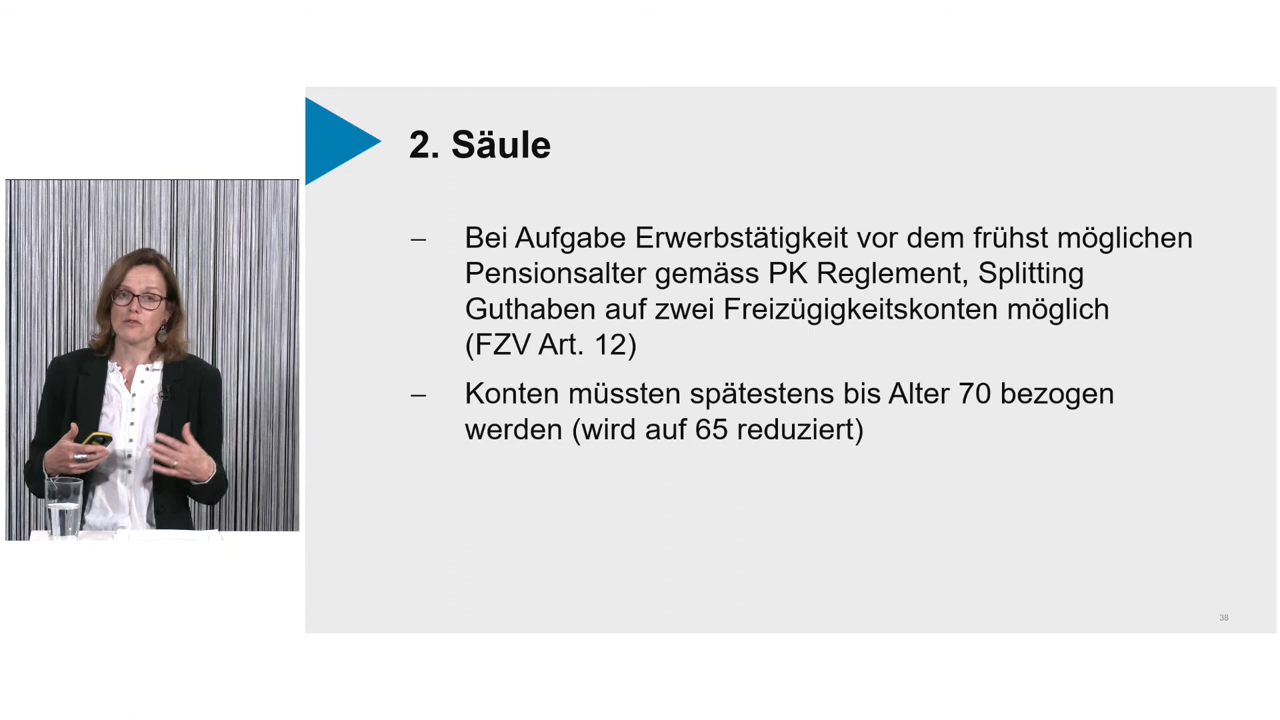 2. Säule
– Bei Aufgabe Erwerbstätigkeit vor dem frühst möglichen
Pensionsalter gemäss PK Reglement, Splitting
Guthaben auf zwei Freizügigkeitskonten möglich
(FZV Art. 12)
– Konten müssten spätestens bis Alter 70 bezogen
werden (wird auf 65 reduziert)
38